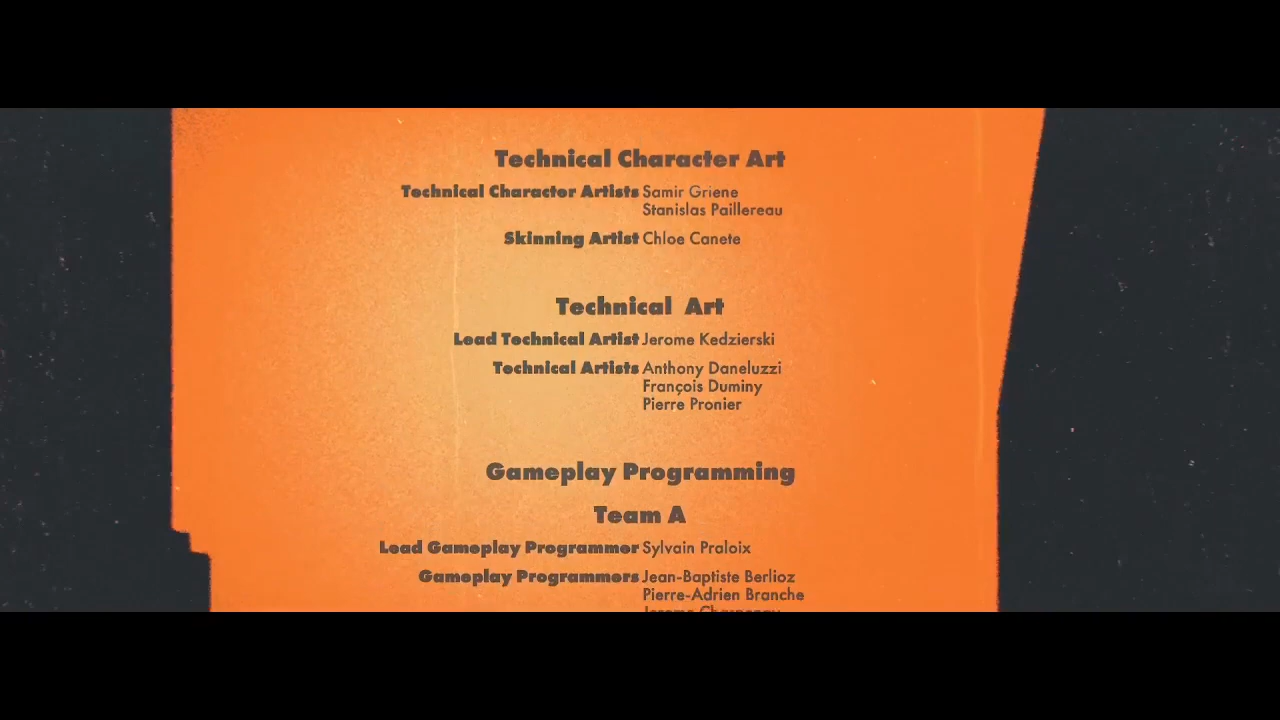 Technical Character Art
Technical Character Artists Samir Griene
Stanislas Paillereau
Skinning Artist Chloe Canete
Technical Art
Lead Technical Artist Jerome Kedzierski
Technical Artists Anthony Daneluzzi
François Duminy
Pierre Pronier
Gameplay Programming
Team A
Lead Gameplay Programmer Sylvain Praloix
Gameplay Programmers Jean-Baptiste Berlioz
Pierre-Adrien Branche